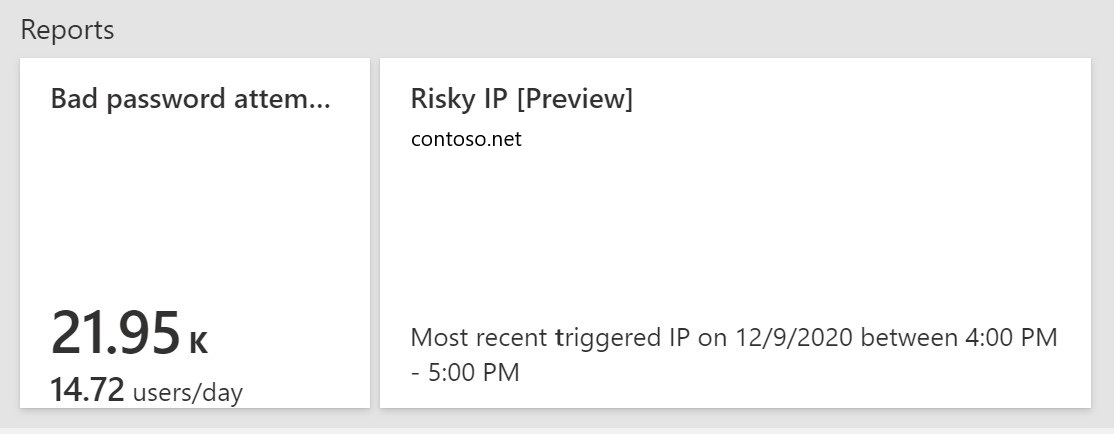 Reports
Bad password attem...
21.95 K
14.72 users/day
Risky IP [Preview]
contoso.net
Most recent triggered IP on 12/9/2020 between 4:00 PM
- 5:00 PM